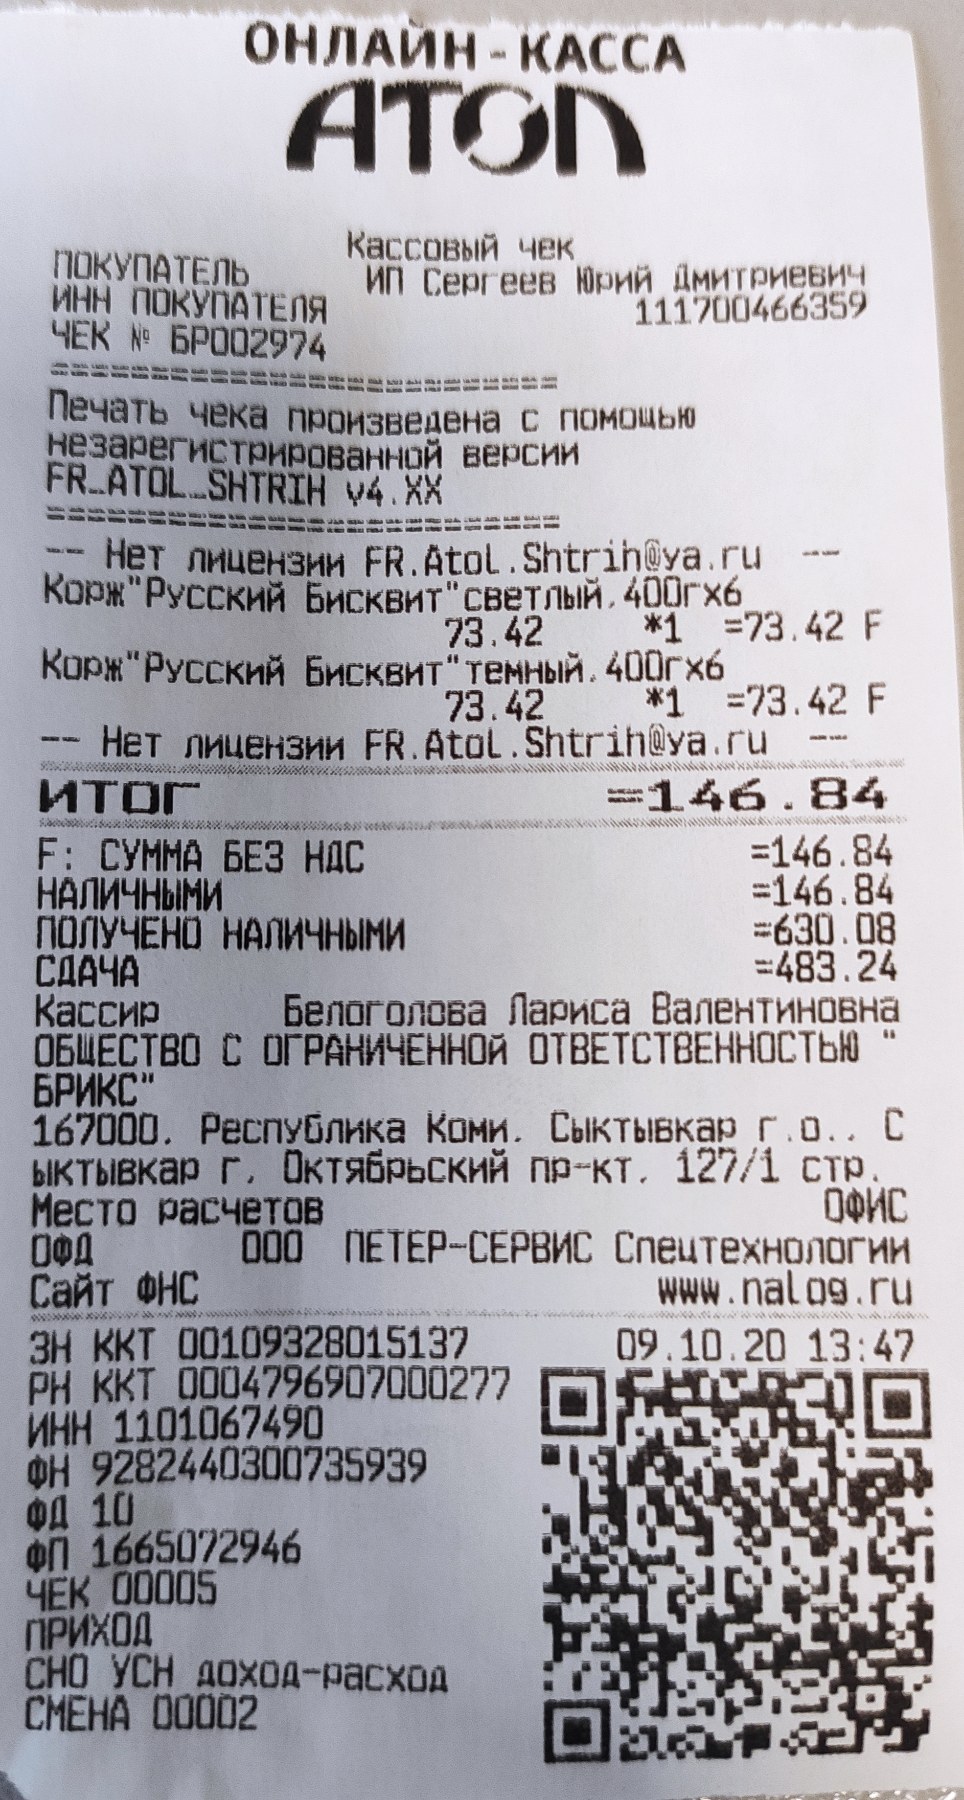 ОНЛАЙН-КАССА
АТОЛ
Кассовый чек
ПОКУПАТЕЛЬ ИП Сергеев Юрий Дмитриевич
ИНН ПОКУПАТЕЛЯ 111700466359
ЧЕК № БР002974
==========================
Печать чека произведена с помощью
незарегистрированной версии
FR_ATOL_SHTRIH v4.XX
==========================
-- Нет лицензии FR.Atol.Shtrih@ya.ru --
Корж"Русский Бисквит"светлый.400гх6
73.42 *1 =73.42 F
Корж"Русский Бисквит"темный.400гх6
73.42 *1 =73.42 F
-- Нет лицензии FR.Atol.Shtrih@ya.ru --
ИТОГ =146.84
F: СУММА БЕЗ НДС =146.84
НАЛИЧНЫМИ =146.84
ПОЛУЧЕНО НАЛИЧНЫМИ =630.08
СДАЧА =483.24
Кассир Белоголова Лариса Валентиновна
ОБЩЕСТВО С ОГРАНИЧЕННОЙ ОТВЕТСТВЕННОСТЬЮ "
БРИКС"
167000, Республика Коми, Сыктывкар г.о., С
ыктывкар г, Октябрьский пр-кт, 127/1 стр.
Место расчетов ОФИС
ОФД ООО ПЕТЕР-СЕРВИС Спецтехнологии
Сайт ФНС www.nalog.ru
ЗН ККТ 00109328015137 09.10.20 13:47
РН ККТ 0004796907000277
ИНН 1101067490
ФН 9282440300735939
ФД 10
ФП 1665072946
ЧЕК 00005
ПРИХОД
СНО УСН доход-расход
СМЕНА 00002